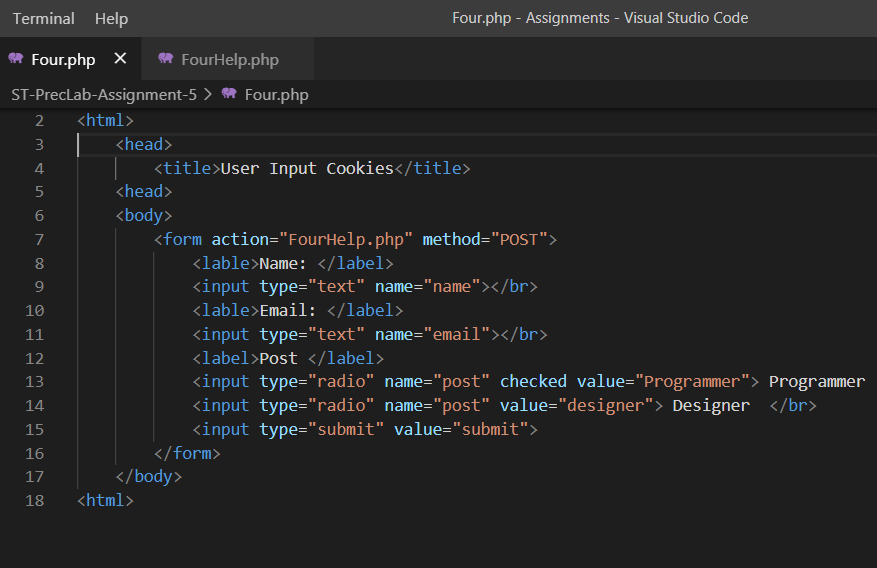 Terminal Help Four.php - Assignments - Visual Studio Code
Four.php FourHelp.php
ST-PrecLab-Assignment-5 > Four.php
2 <html>
3 <head>
4 <title>User Input Cookies</title>
5 <head>
6 <body>
7 <form action="FourHelp.php" method="POST">
8 <lable>Name: </label>
9 <input type="text" name="name"></br>
10 <lable>Email: </label>
11 <input type="text" name="email"></br>
12 <label>Post </label>
13 <input type="radio" name="post" checked value="Programmer"> Programmer
14 <input type="radio" name="post" value="designer"> Designer </br>
15 <input type="submit" value="submit">
16 </form>
17 </body>
18 <html>